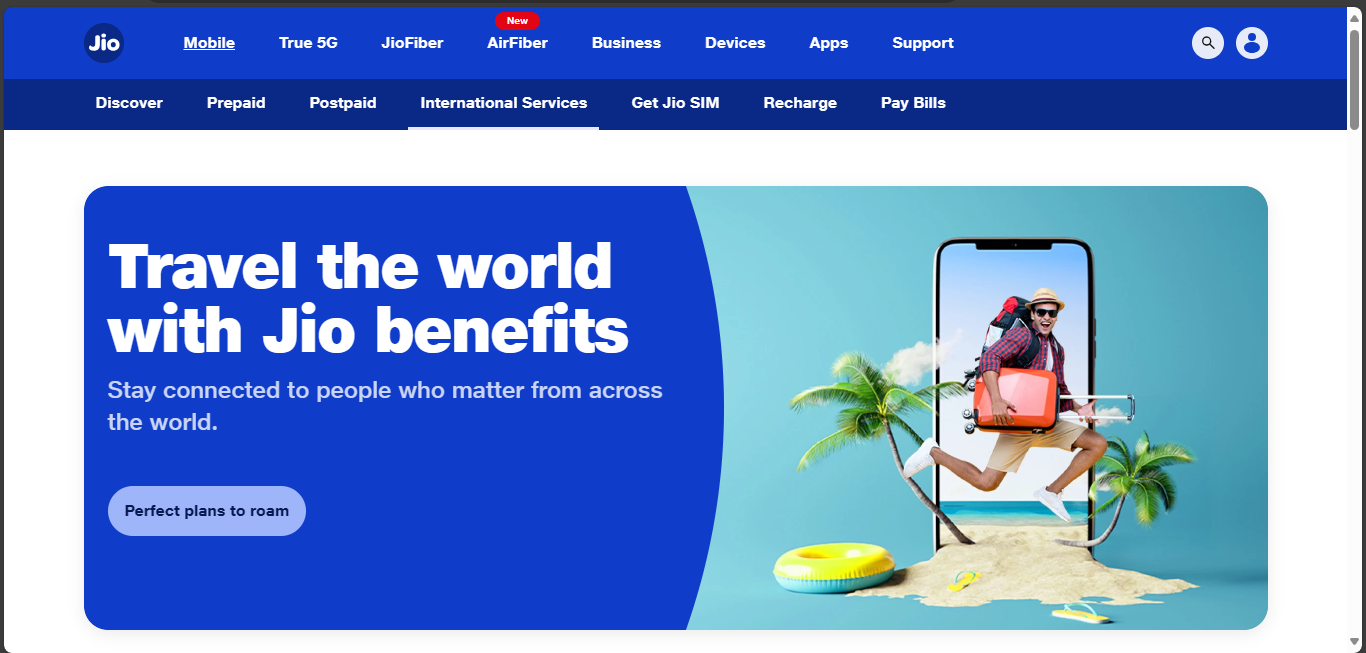 New
Jio Mobile True 5G JioFiber AirFiber Business Devices Apps Support
Discover Prepaid Postpaid International Services Get Jio SIM Recharge Pay Bills
Travel the world
with Jio benefits
Stay connected to people who matter from across
the world.
Perfect plans to roam